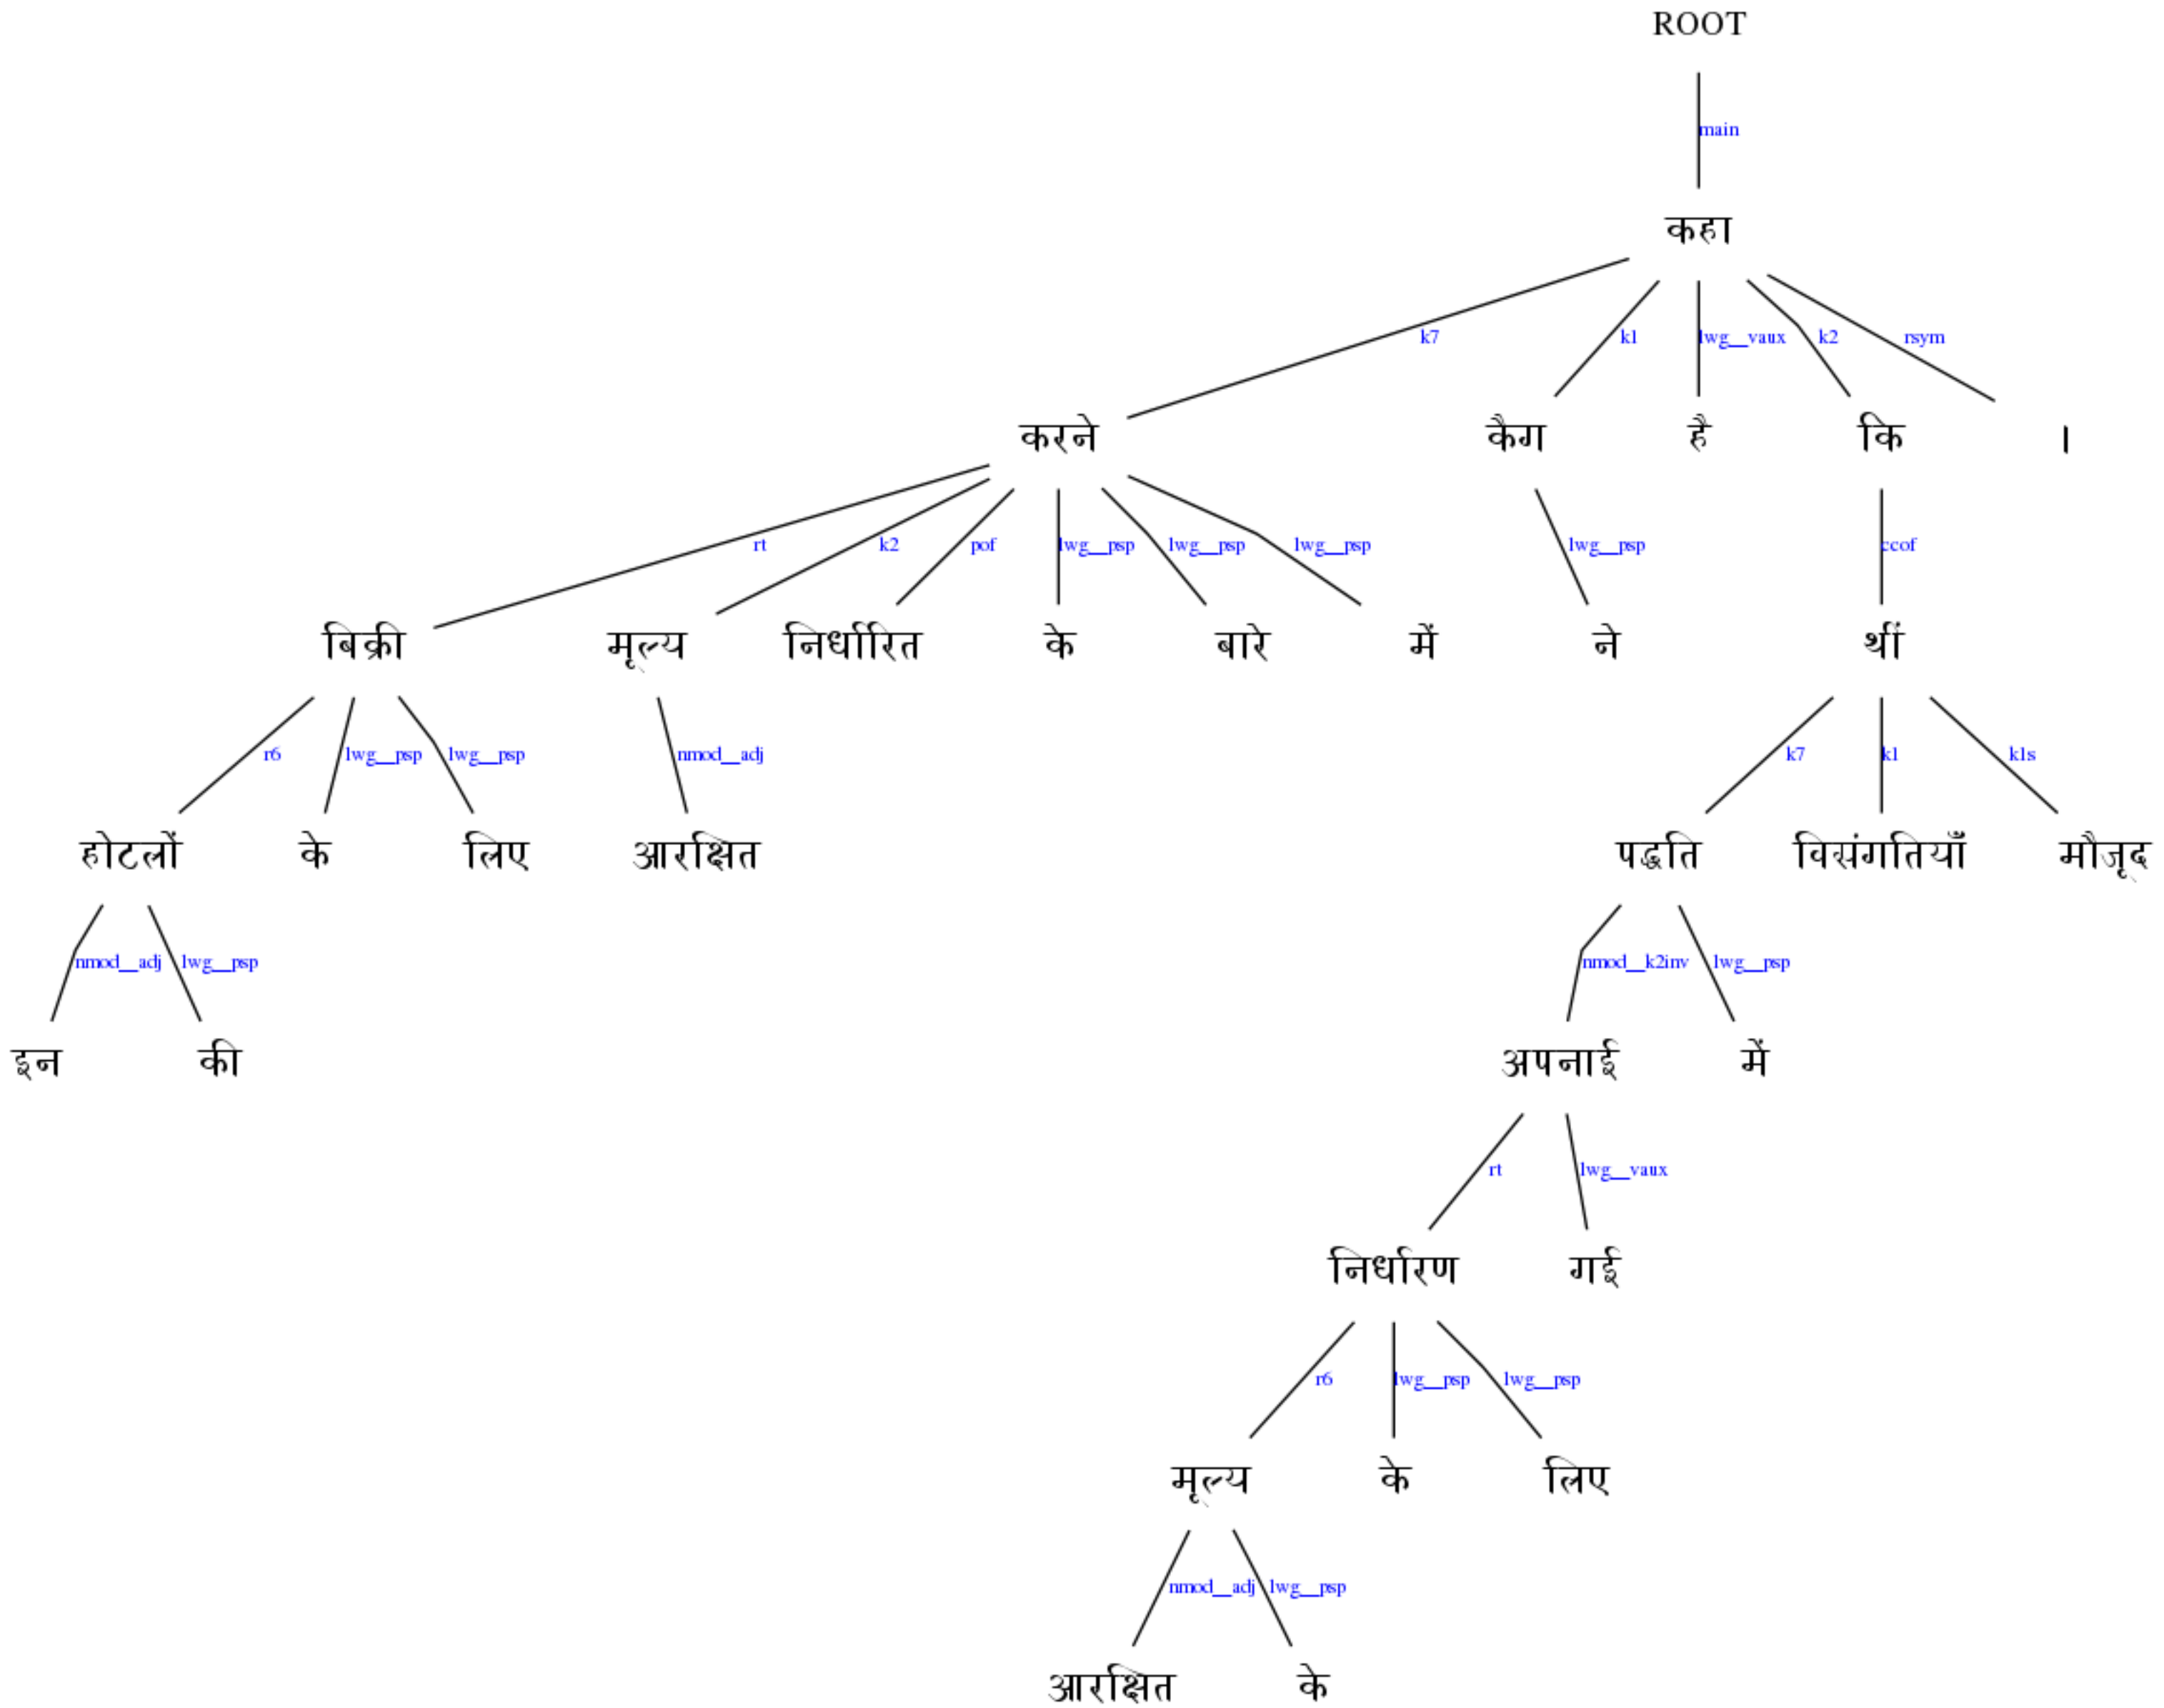 ROOT
main
कहा
k7 k1 lwg__vaux k2 rsym
करने कैग है कि ।
rt k2 pof lwg__psp lwg__psp lwg__psp lwg__psp ccof
बिक्री मूल्य निर्धारित के बारे में ने थीं
r6 lwg__psp lwg__psp nmod__adj k7 k1 k1s
होटलों के लिए आरक्षित पद्धति विसंगतियाँ मौजूद
nmod__adj lwg__psp nmod__k2inv lwg__psp
इन की अपनाई में
rt lwg__vaux
निर्धारण गई
r6 lwg__psp lwg__psp
मूल्य के लिए
nmod__adj lwg__psp
आरक्षित के